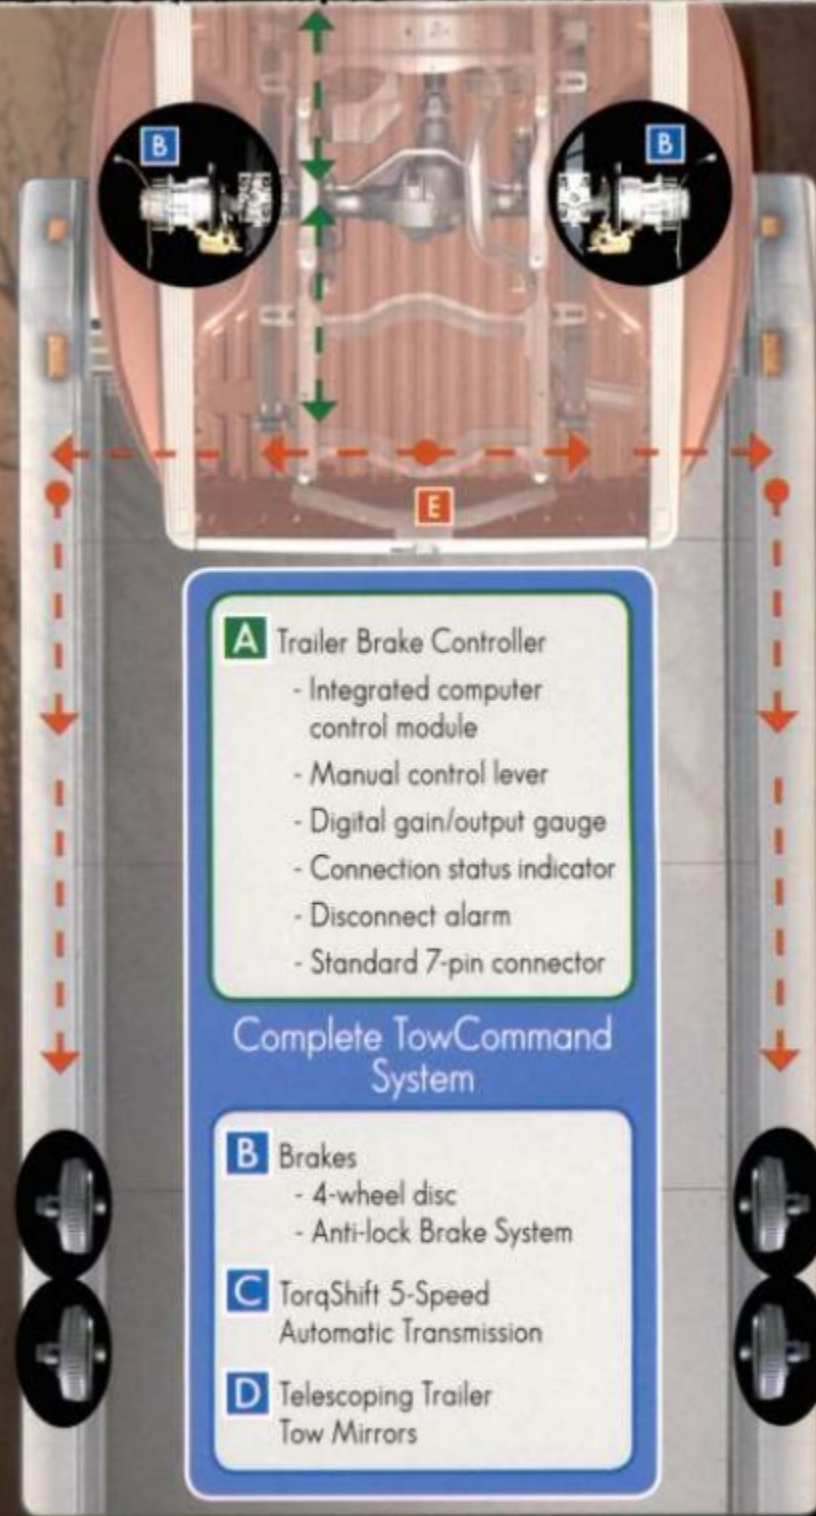 B
B
E
A Trailer Brake Controller
- Integrated computer
control module
- Manual control lever
- Digital gain/output gauge
- Connection status indicator
- Disconnect alarm
- Standard 7-pin connector
Complete TowCommand
System
B Brakes
- 4-wheel disc
- Anti-lock Brake System
C TorqShift 5-Speed
Automatic Transmission
D Telescoping Trailer
Tow Mirrors